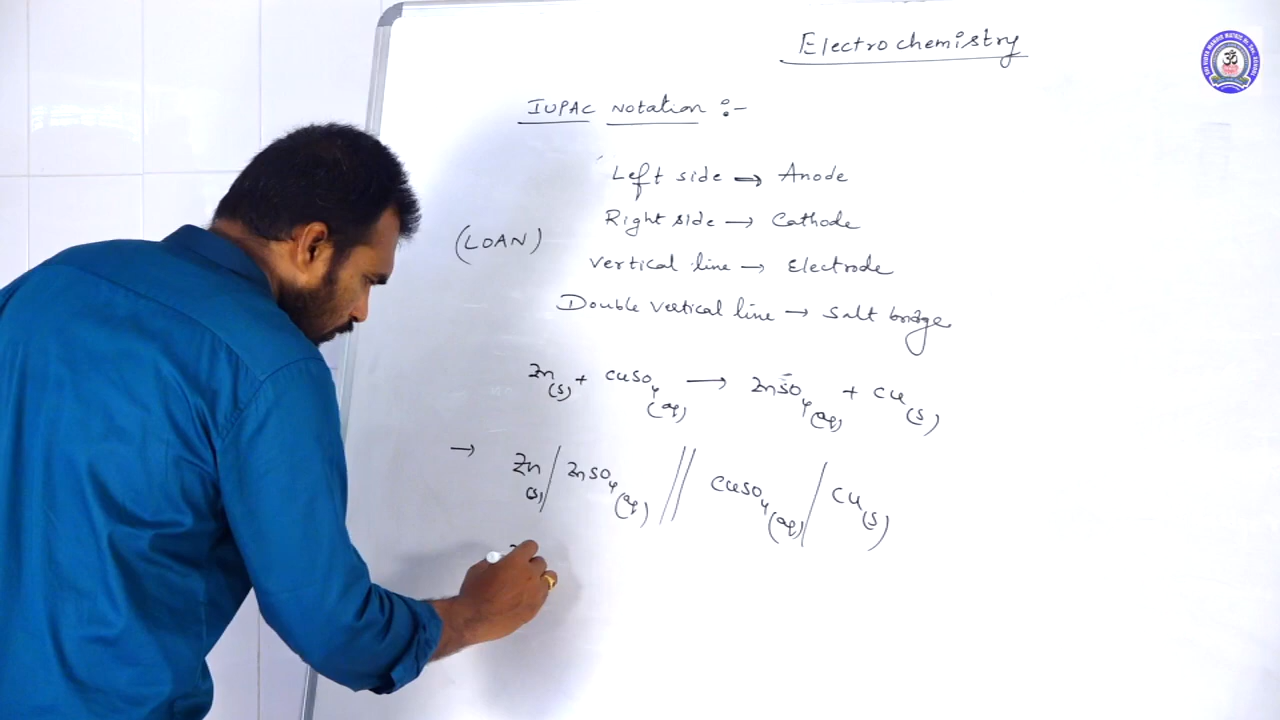 Electrochemistry
IUPAC Notation :-
Left side → Anode
Right side → Cathode
(LOAN)
Vertical line → Electrode
Double vertical line → Salt bridge
Zn(s) + CuSO4(aq) → ZnSO4(aq) + Cu(s)
→ Zn(s) / ZnSO4(aq) // CuSO4(aq) / Cu(s)